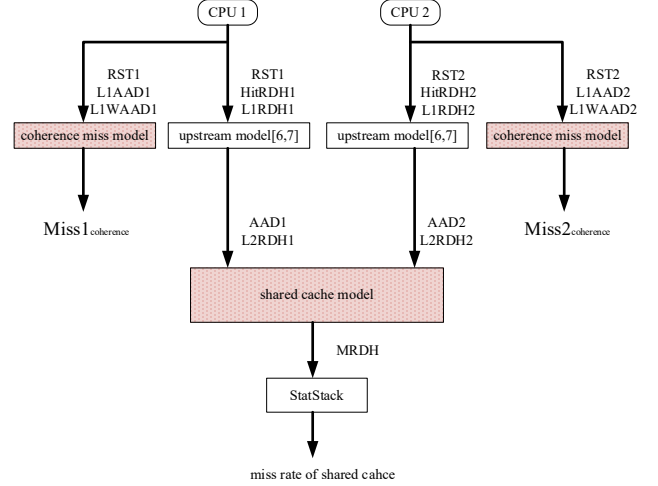 CPU 1
CPU 2
RST1
L1AAD1
L1WAAD1
RST1
HitRDH1
L1RDH1
RST2
HitRDH2
L1RDH2
RST2
L1AAD2
L1WAAD2
coherence miss model
upstream model[6,7]
upstream model[6,7]
coherence miss model
Miss1coherence
Miss2coherence
AAD1
L2RDH1
AAD2
L2RDH2
shared cache model
MRDH
StatStack
miss rate of shared cahce